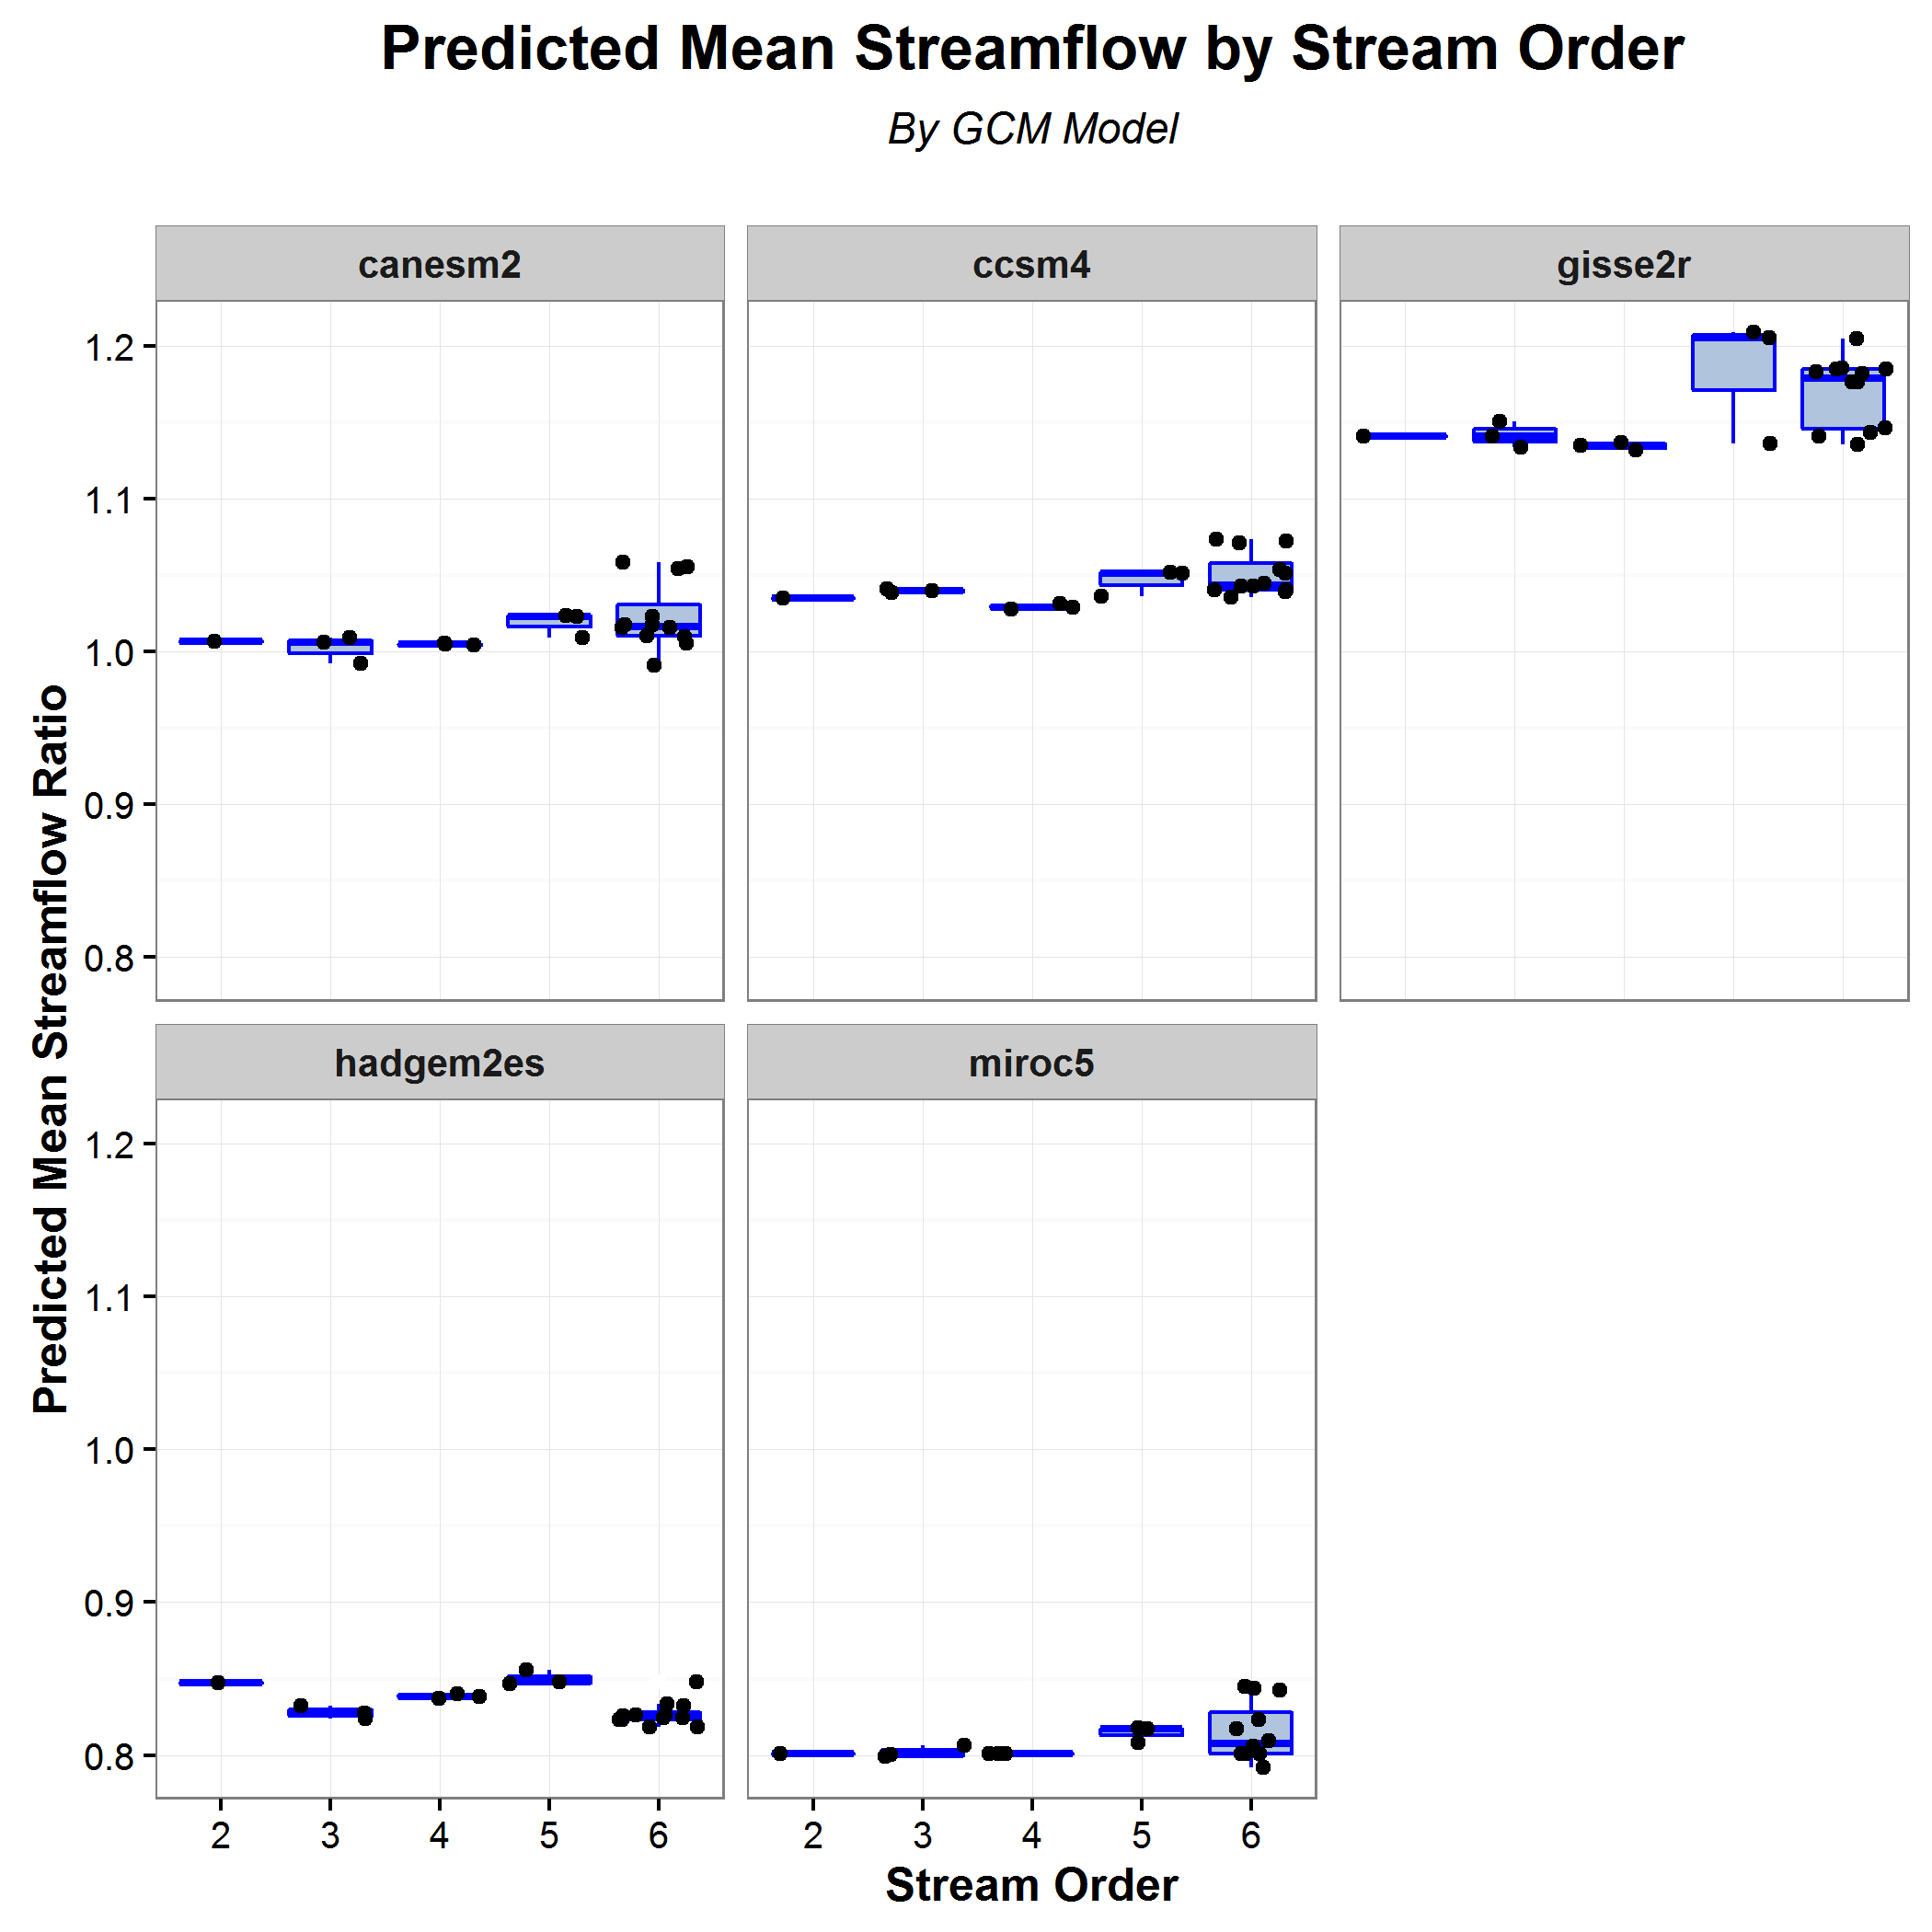 Predicted Mean Streamflow by Stream Order
By GCM Model
canesm2
ccsm4
gisse2r
1.2
1.1
1.0
0.9
0.8
Predicted Mean Streamflow Ratio
hadgem2es
miroc5
1.2
1.1
1.0
0.9
0.8
2 3 4 5 6
2 3 4 5 6
Stream Order